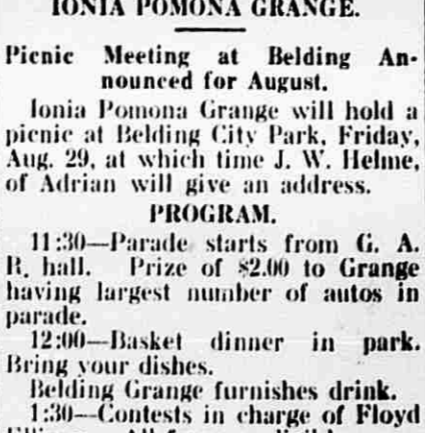 IONIA POMONA GRANGE.
Picnic Meeting at Belding An-
nounced for August.
Ionia Pomona Grange will hold a
picnic at Belding City Park, Friday,
Aug. 29, at which time J. W. Helme,
of Adrian will give an address.
PROGRAM.
11:30—Parade starts from G. A.
R. hall. Prize of $2.00 to Grange
having largest number of autos in
parade.
12:00—Basket dinner in park.
Bring your dishes.
Belding Grange furnishes drink.
1:30—Contests in charge of Floyd